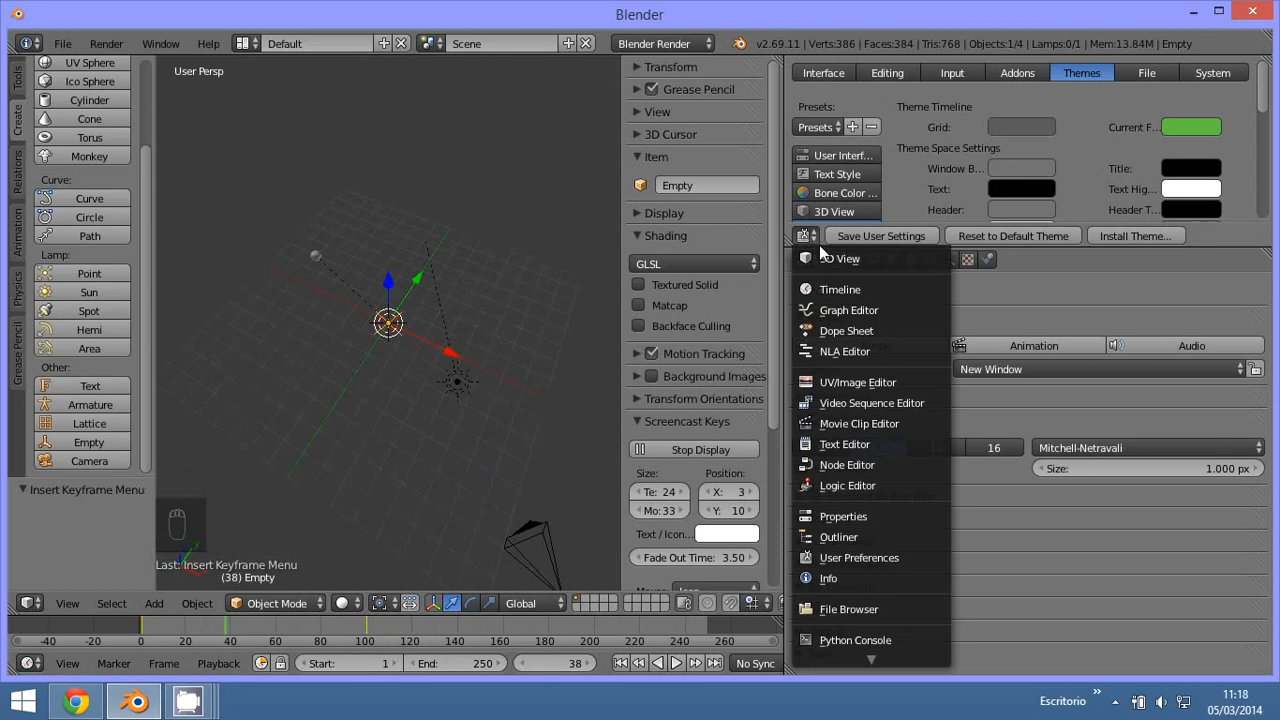 Blender
File Render Window Help Default Scene Blender Render v2.69.11 | Verts:386 | Faces:384 | Tris:768 | Objects:1/4 | Lamps:0/1 | Mem:13.84M | Empty
Tools
Create
Relations
Animation
Physics
Grease Pencil
UV Sphere
Ico Sphere
Cylinder
Cone
Torus
Monkey
Curve:
Curve
Circle
Path
Lamp:
Point
Sun
Spot
Hemi
Area
Other:
Text
Armature
Lattice
Empty
Camera
Insert Keyframe Menu
User Persp
Last: Insert Keyframe Menu
(38) Empty
Transform
Grease Pencil
View
3D Cursor
Item
Empty
Display
Shading
GLSL
Textured Solid
Matcap
Backface Culling
Motion Tracking
Background Images
Transform Orientations
Screencast Keys
Stop Display
Size: Position:
Te: 24 X: 3
Mo:33 Y: 10
Text / Icon...
Fade Out Time: 3.50
View Select Add Object Object Mode Global
-40 -20 0 20 40 60 80 100 120 140 160 180 200 220 240 260
View Marker Frame Playback Start: 1 End: 250 38 No Sync
Interface Editing Input Addons Themes File System
Presets:
Presets
User Interf...
Text Style
Bone Color ...
3D View
Theme Timeline
Grid: Current F...
Theme Space Settings
Window B... Title:
Text: Text Hig...
Header: Header T...
Save User Settings Reset to Default Theme Install Theme...
3D View
Timeline
Graph Editor
Dope Sheet
NLA Editor
UV/Image Editor
Video Sequence Editor
Movie Clip Editor
Text Editor
Node Editor
Logic Editor
Properties
Outliner
User Preferences
Info
File Browser
Python Console
Animation Audio
New Window
16 Mitchell-Netravali
Size: 1.000 px
Escritorio
11:18
05/03/2014